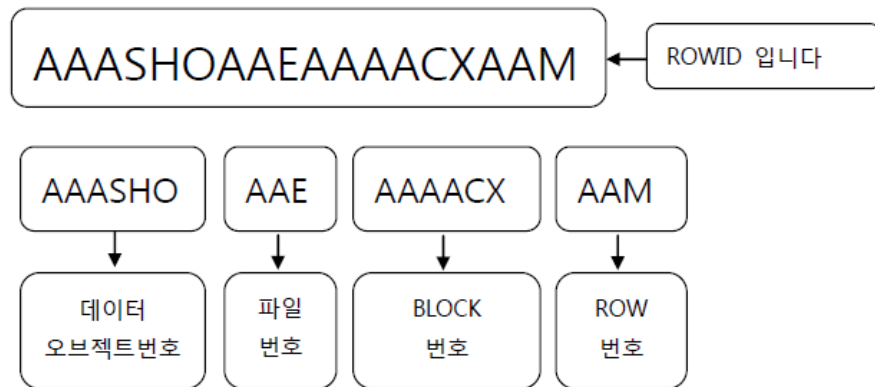 AAASHOAAEAAAACXAAM
ROWID 입니다
AAASHO
AAE
AAAACX
AAM
데이터
오브젝트번호
파일
번호
BLOCK
번호
ROW
번호